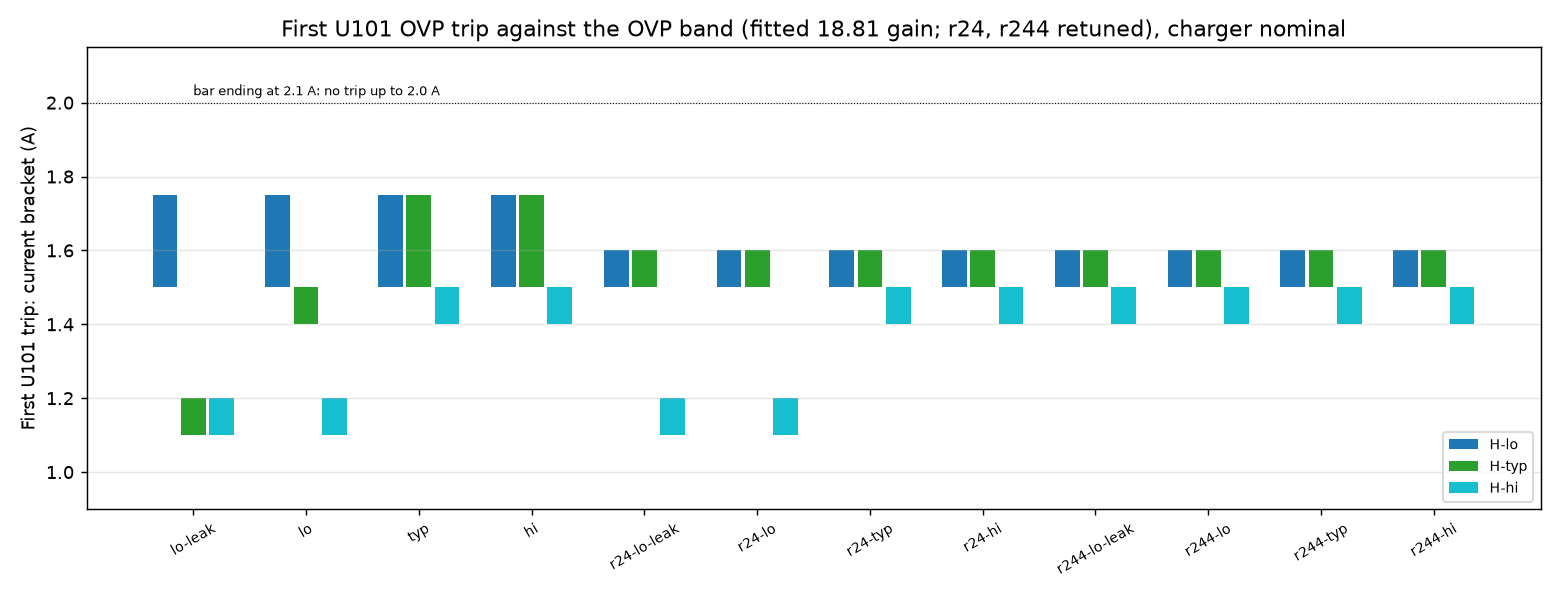 First U101 OVP trip against the OVP band (fitted 18.81 gain; r24, r244 retuned), charger nominal
First U101 trip: current bracket (A)
bar ending at 2.1 A: no trip up to 2.0 A
2.0
1.8
1.6
1.4
1.2
1.0
H-lo
H-typ
H-hi
lo-leak
lo
typ
hi
r24-lo-leak
r24-lo
r24-typ
r24-hi
r244-lo-leak
r244-lo
r244-typ
r244-hi